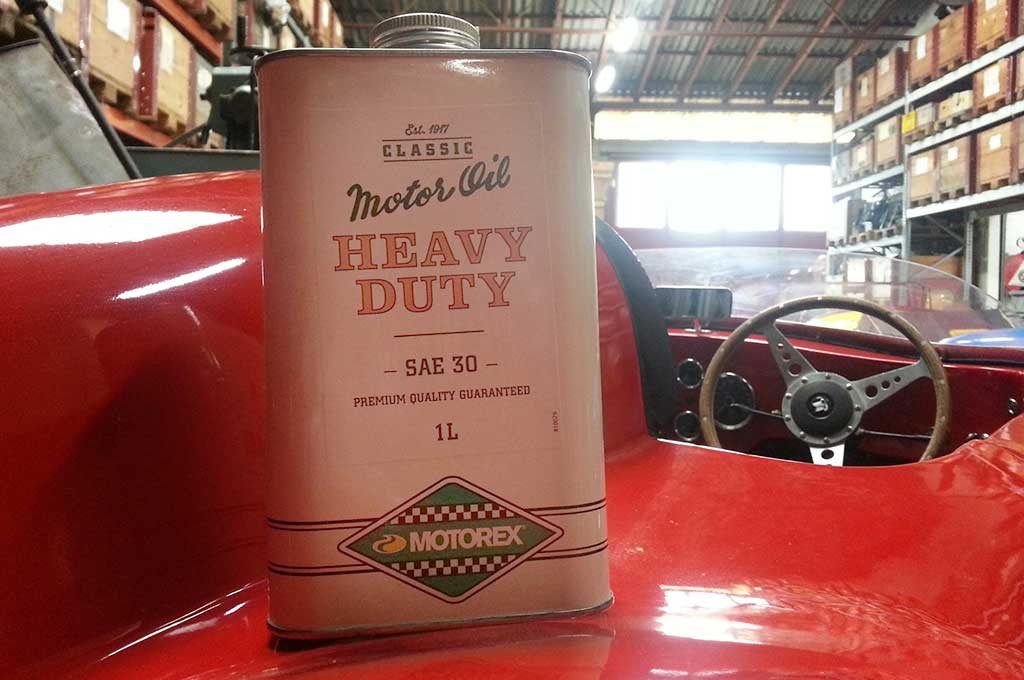 Est. 1917
CLASSIC
Motor Oil
HEAVY
DUTY
– SAE 30 –
PREMIUM QUALITY GUARANTEED
1L
MOTOREX